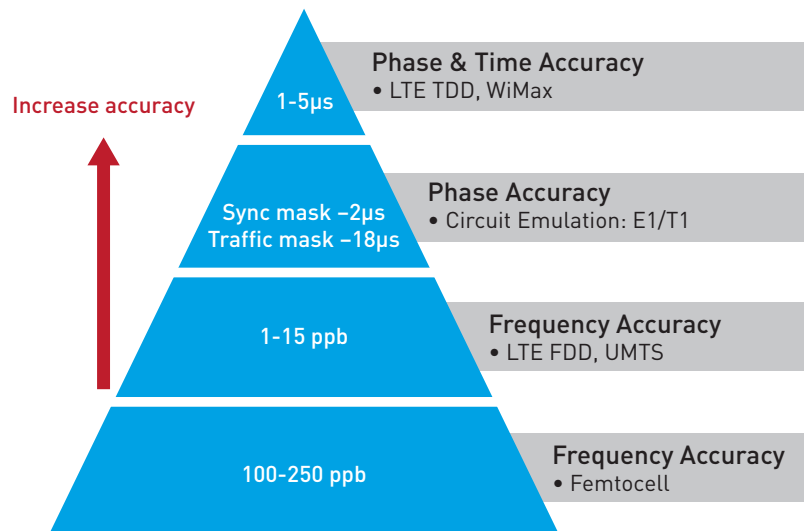 Phase & Time Accuracy
• LTE TDD, WiMax
1-5µs
Increase accuracy
Phase Accuracy
• Circuit Emulation: E1/T1
Sync mask –2µs
Traffic mask –18µs
Frequency Accuracy
• LTE FDD, UMTS
1-15 ppb
Frequency Accuracy
• Femtocell
100-250 ppb